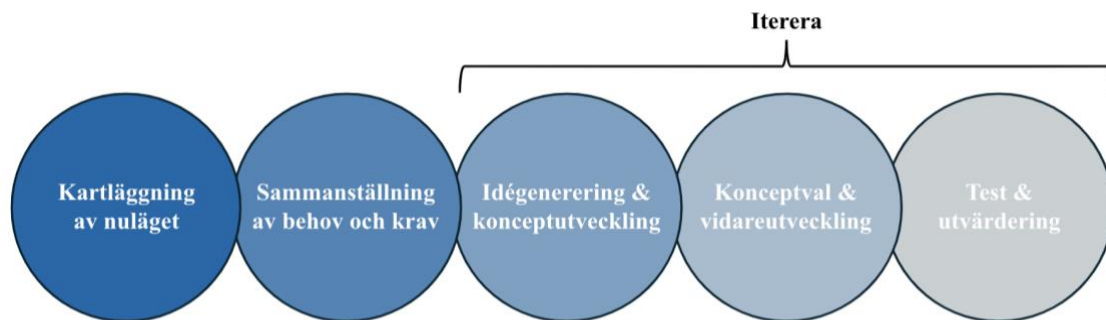 Iterera
Kartläggning
av nuläget
Sammanställning
av behov och krav
Idégenerering &
konceptutveckling
Konceptval &
vidareutveckling
Test &
utvärdering